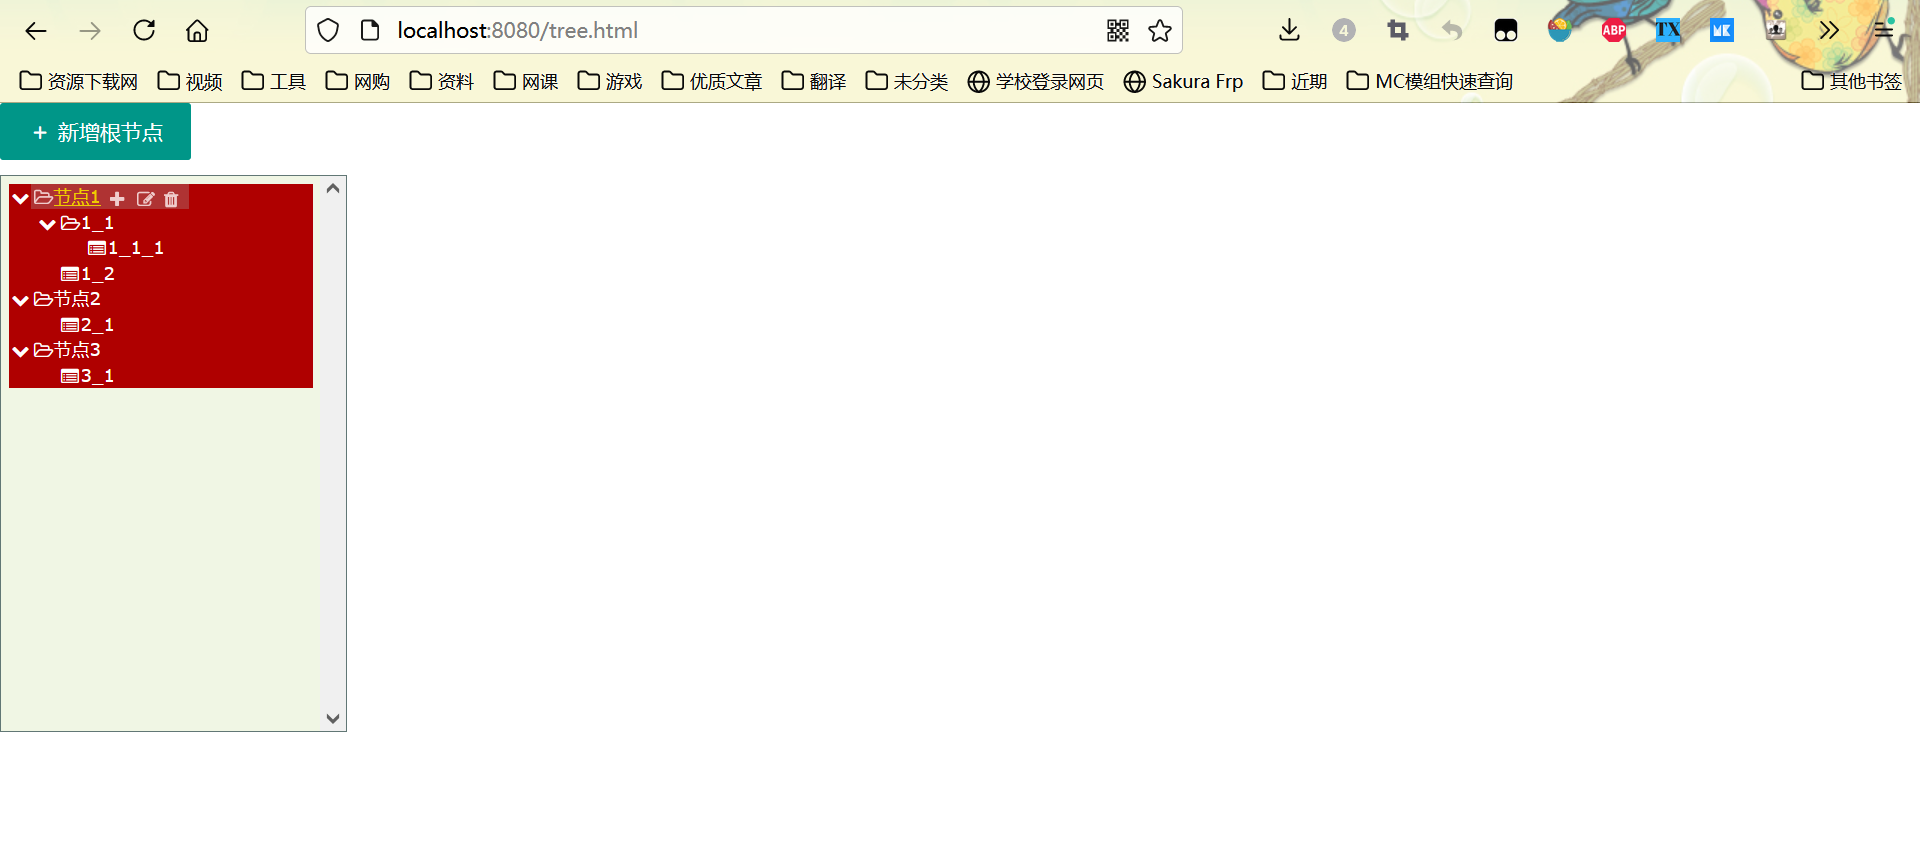 localhost:8080/tree.html
4
ABP
TX
MK
资源下载网 视频 工具 网购 资料 网课 游戏 优质文章 翻译 未分类 学校登录网页 Sakura Frp 近期 MC模组快速查询 其他书签
+ 新增根节点
节点1
1_1
1_1_1
1_2
节点2
2_1
节点3
3_1